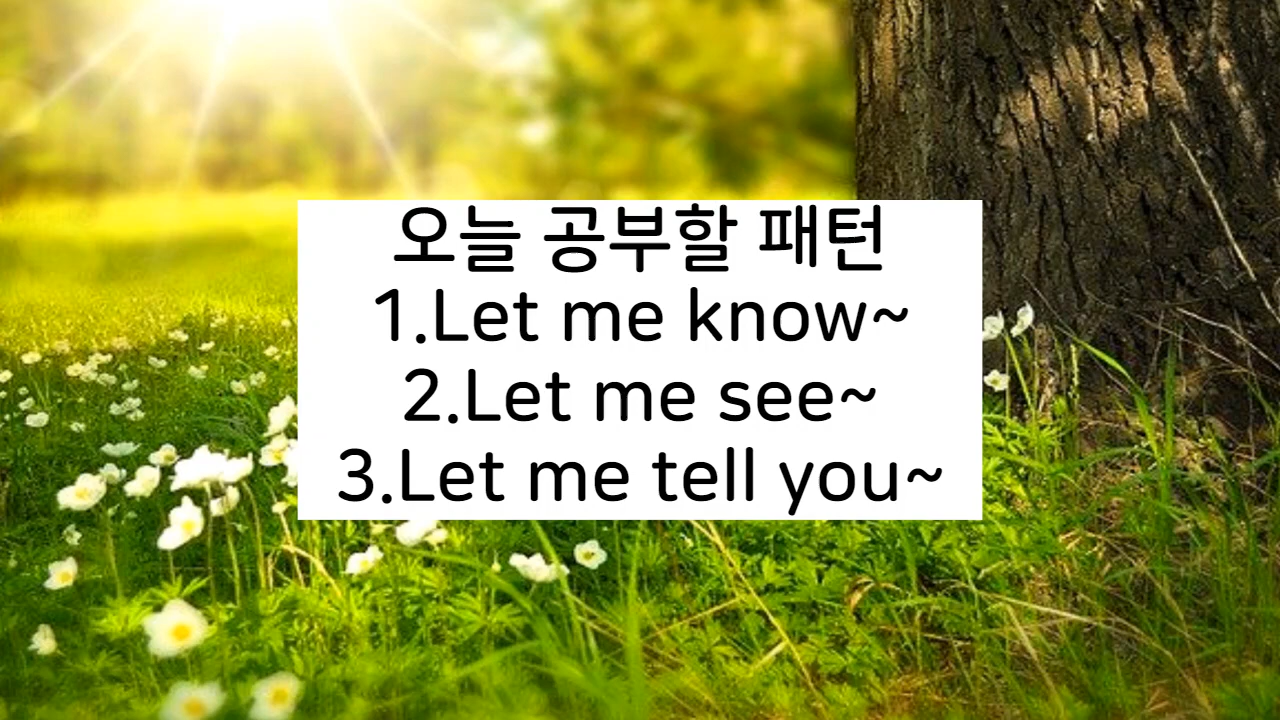 오늘 공부할 패턴
1.Let me know~
2.Let me see~
3.Let me tell you~